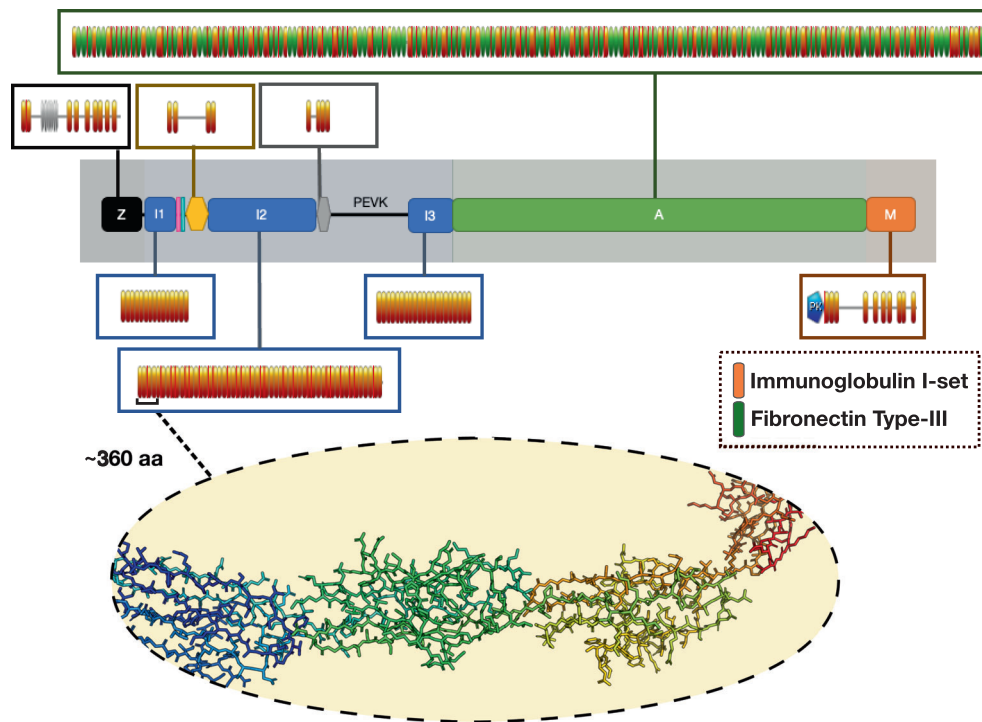 Z
I1
I2
PEVK
I3
A
M
PK
Immunoglobulin I-set
Fibronectin Type-III
~360 aa